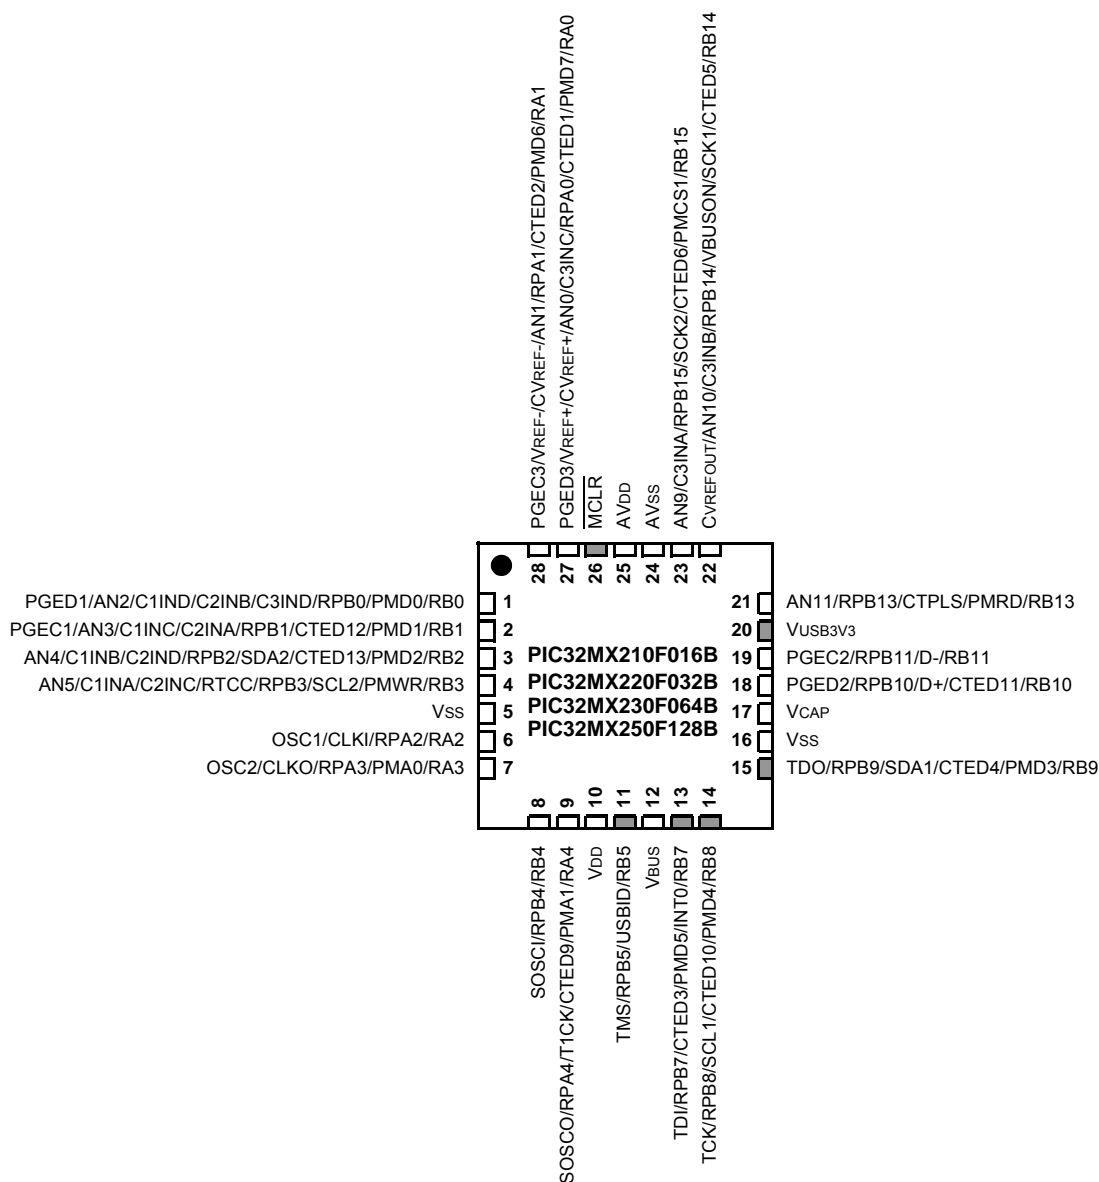 PGEC3/VREF-/CVREF-/AN1/RPA1/CTED2/PMD6/RA1
PGED3/VREF+/CVREF+/AN0/C3INC/RPA0/CTED1/PMD7/RA0
MCLR
AVDD
AVSS
AN9/C3INA/RPB15/SCK2/CTED6/PMCS1/RB15
CVREFOUT/AN10/C3INB/RPB14/VBUSON/SCK1/CTED5/RB14
28 27 26 25 24 23 22
PGED1/AN2/C1IND/C2INB/C3IND/RPB0/PMD0/RB0 1
PGEC1/AN3/C1INC/C2INA/RPB1/CTED12/PMD1/RB1 2
AN4/C1INB/C2IND/RPB2/SDA2/CTED13/PMD2/RB2 3
AN5/C1INA/C2INC/RTCC/RPB3/SCL2/PMWR/RB3 4
VSS 5
OSC1/CLKI/RPA2/RA2 6
OSC2/CLKO/RPA3/PMA0/RA3 7
PIC32MX210F016B
PIC32MX220F032B
PIC32MX230F064B
PIC32MX250F128B
21 AN11/RPB13/CTPLS/PMRD/RB13
20 VUSB3V3
19 PGEC2/RPB11/D-/RB11
18 PGED2/RPB10/D+/CTED11/RB10
17 VCAP
16 VSS
15 TDO/RPB9/SDA1/CTED4/PMD3/RB9
8 9 10 11 12 13 14
SOSCI/RPB4/RB4
SOSCO/RPA4/T1CK/CTED9/PMA1/RA4
VDD
TMS/RPB5/USBID/RB5
VBUS
TDI/RPB7/CTED3/PMD5/INT0/RB7
TCK/RPB8/SCL1/CTED10/PMD4/RB8